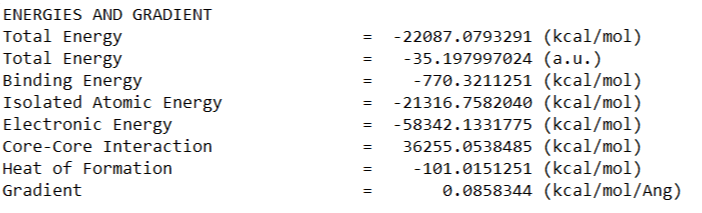 ENERGIES AND GRADIENT
Total Energy = -22087.0793291 (kcal/mol)
Total Energy = -35.197997024 (a.u.)
Binding Energy = -770.3211251 (kcal/mol)
Isolated Atomic Energy = -21316.7582040 (kcal/mol)
Electronic Energy = -58342.1331775 (kcal/mol)
Core-Core Interaction = 36255.0538485 (kcal/mol)
Heat of Formation = -101.0151251 (kcal/mol)
Gradient = 0.0858344 (kcal/mol/Ang)